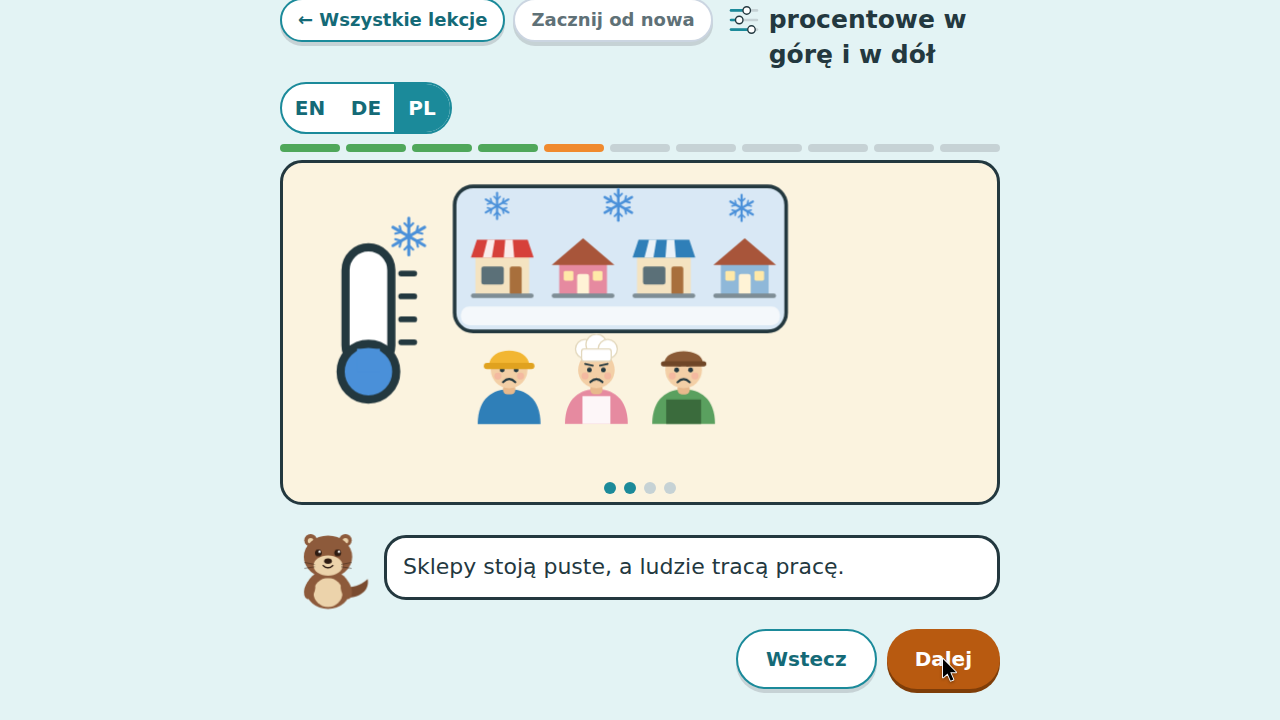 ← Wszystkie lekcje
Zacznij od nowa
procentowe w
górę i w dół
EN DE PL
Sklepy stoją puste, a ludzie tracą pracę.
Wstecz
Dalej